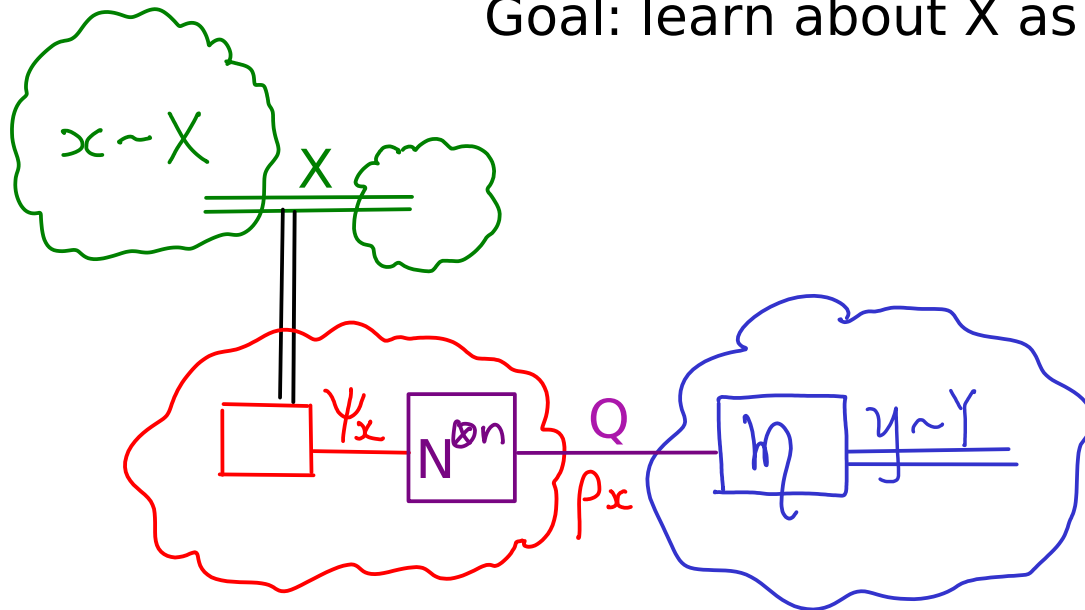 Goal: learn about X as
x ~ X
X
ψx
N⊗n
Q
ρx
y ~ Y